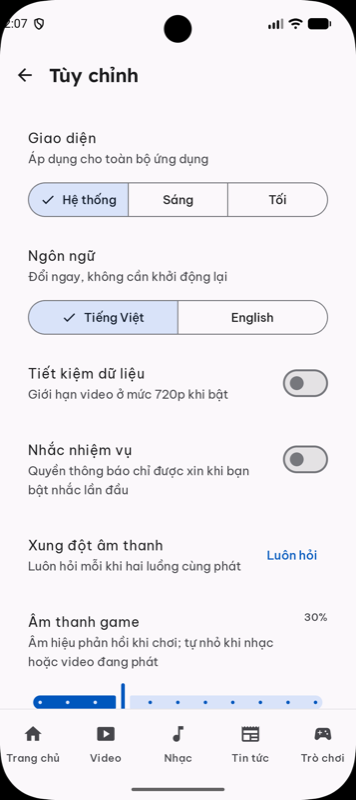 2:07
Tùy chỉnh
Giao diện
Áp dụng cho toàn bộ ứng dụng
Hệ thống
Sáng
Tối
Ngôn ngữ
Đổi ngay, không cần khởi động lại
Tiếng Việt
English
Tiết kiệm dữ liệu
Giới hạn video ở mức 720p khi bật
Nhắc nhiệm vụ
Quyền thông báo chỉ được xin khi bạn
bật nhắc lần đầu
Xung đột âm thanh
Luôn hỏi mỗi khi hai luồng cùng phát
Luôn hỏi
Âm thanh game
30%
Âm hiệu phản hồi khi chơi; tự nhỏ khi nhạc
hoặc video đang phát
Trang chủ
Video
Nhạc
Tin tức
Trò chơi